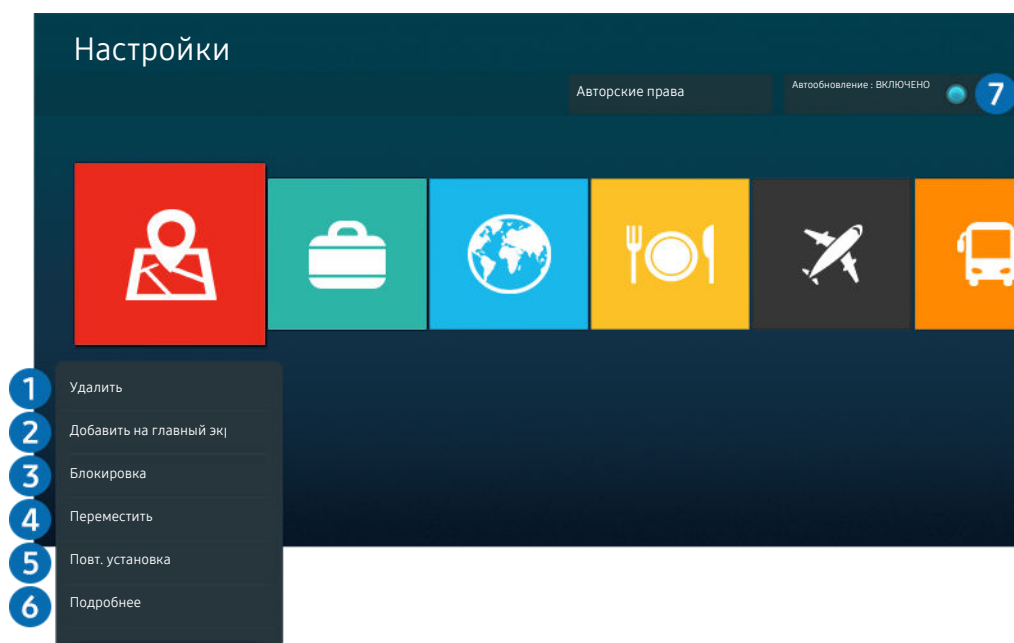 Настройки
Авторские права
Автообновление : ВКЛЮЧЕНО
7
1 Удалить
2 Добавить на главный эк
3 Блокировка
4 Переместить
5 Повт. установка
6 Подробнее